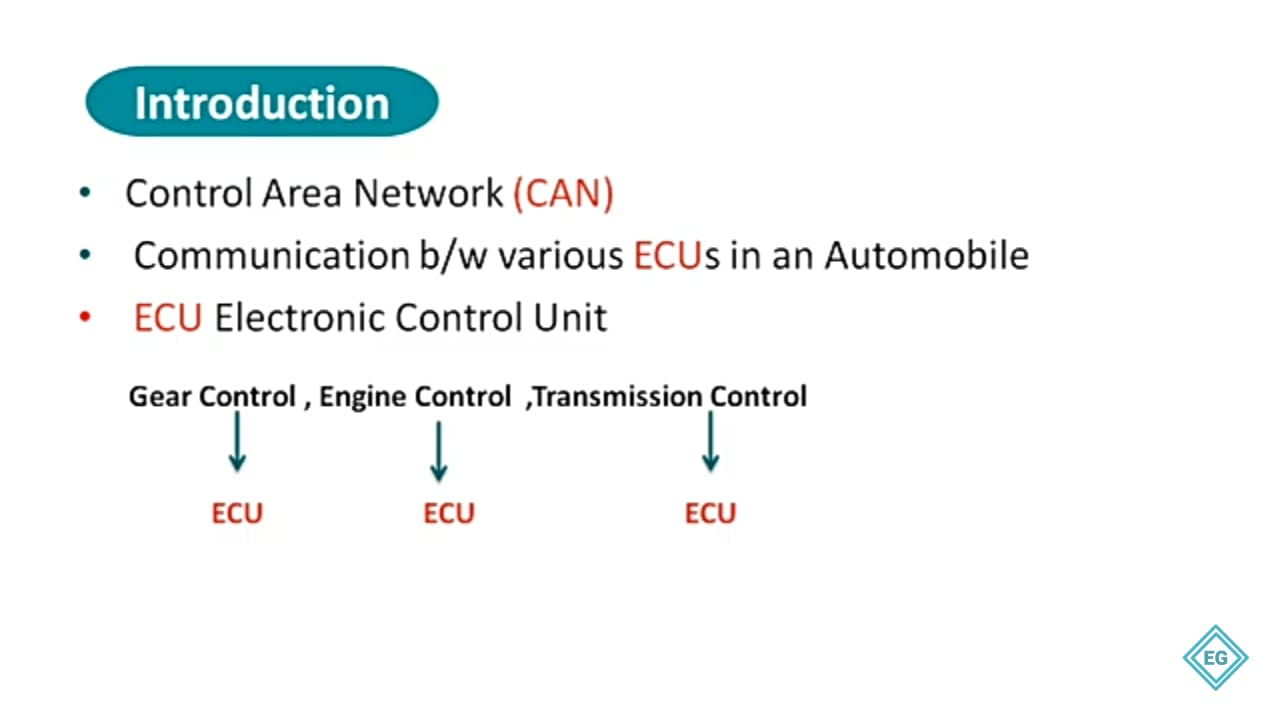 Introduction
• Control Area Network (CAN)
• Communication b/w various ECUs in an Automobile
• ECU Electronic Control Unit
Gear Control , Engine Control ,Transmission Control
ECU ECU ECU
EG